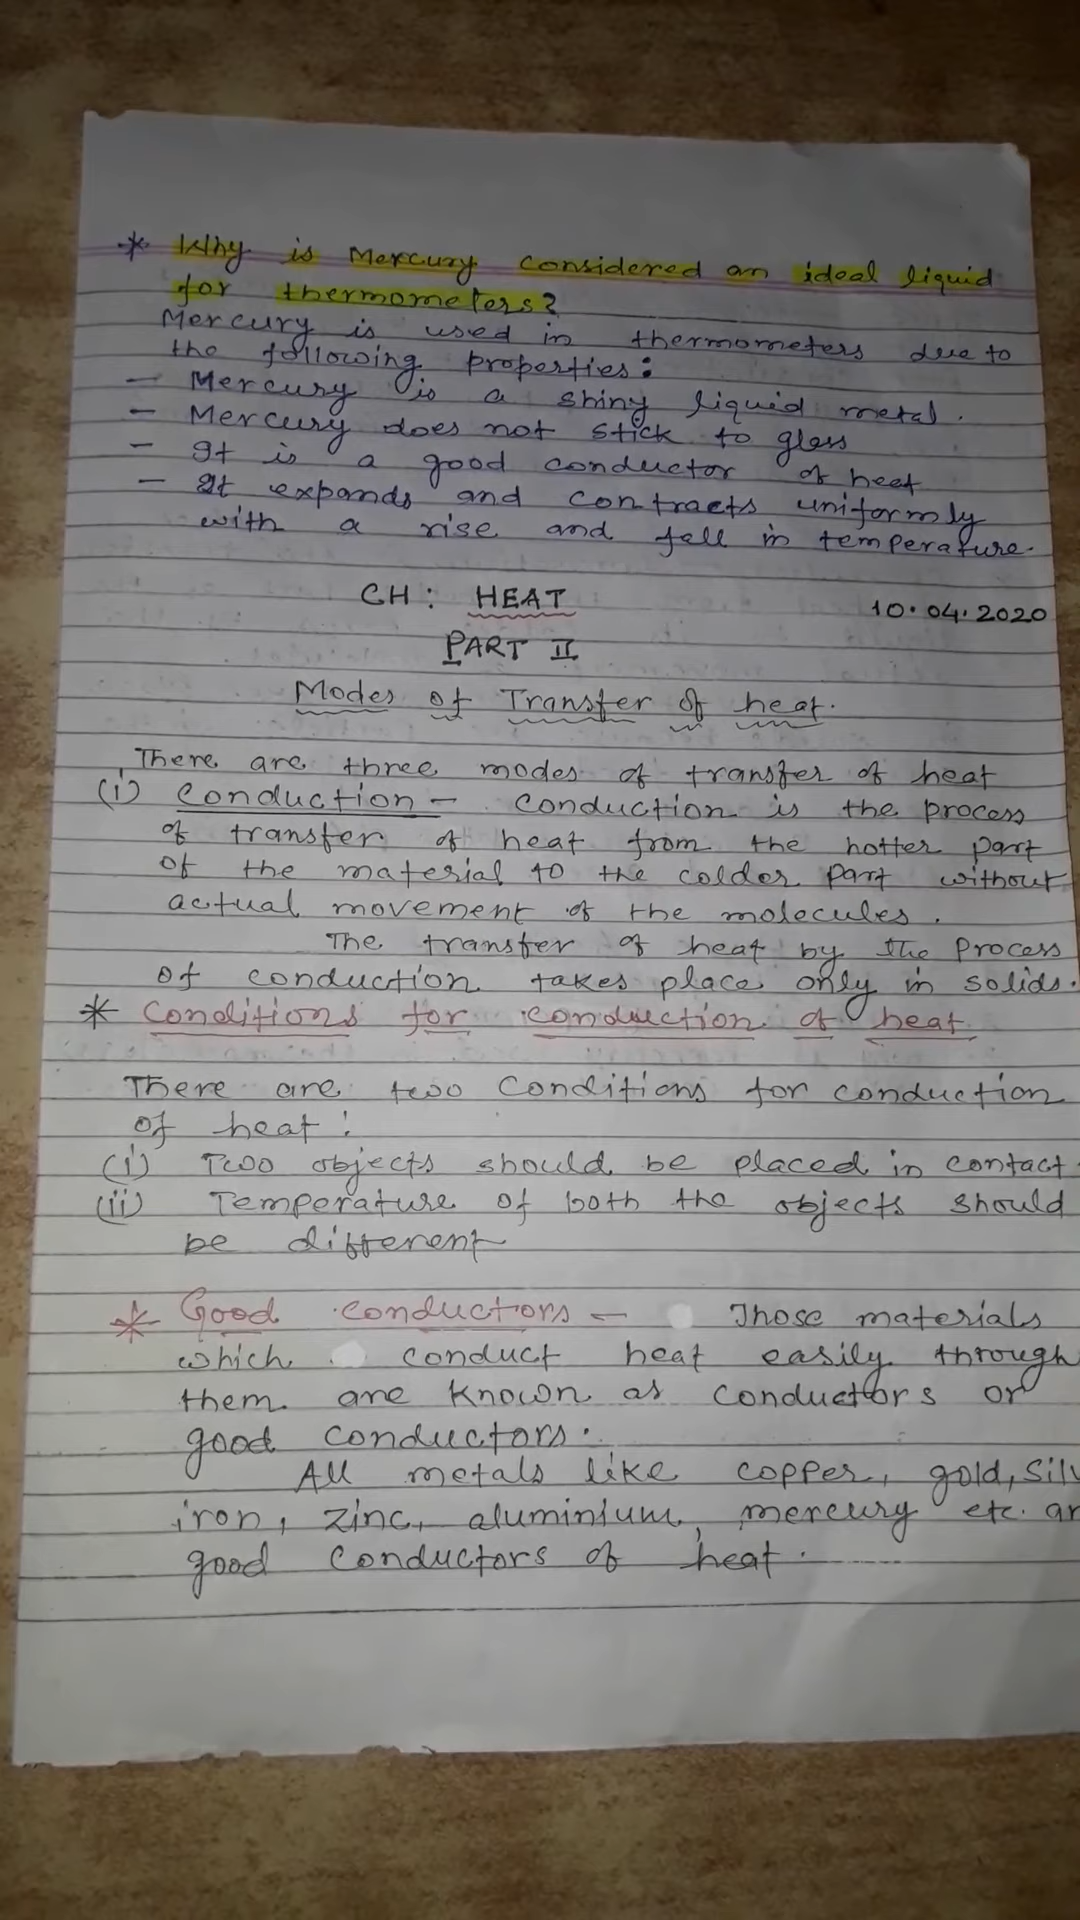 * Why is Mercury considered an ideal liquid
for thermometers?
Mercury is used in thermometers due to
the following properties:
- Mercury is a shiny liquid metal.
- Mercury does not stick to glass
- It is a good conductor of heat
- It expands and contracts uniformly
with a rise and fall in temperature.
CH: HEAT 10.04.2020
PART II
Modes of Transfer of heat.
There are three modes of transfer of heat
(i) Conduction - conduction is the process
of transfer of heat from the hotter part
of the material to the colder part without
actual movement of the molecules.
The transfer of heat by the process
of conduction takes place only in solids.
* Conditions for conduction of heat
There are two conditions for conduction
of heat:
(i) Two objects should be placed in contact
(ii) Temperature of both the objects should
be different
* Good conductors - Those materials
which conduct heat easily through
them are known as conductors or
good conductors.
All metals like copper, gold, silv
iron, zinc, aluminium, mercury etc. ar
good conductors of heat.